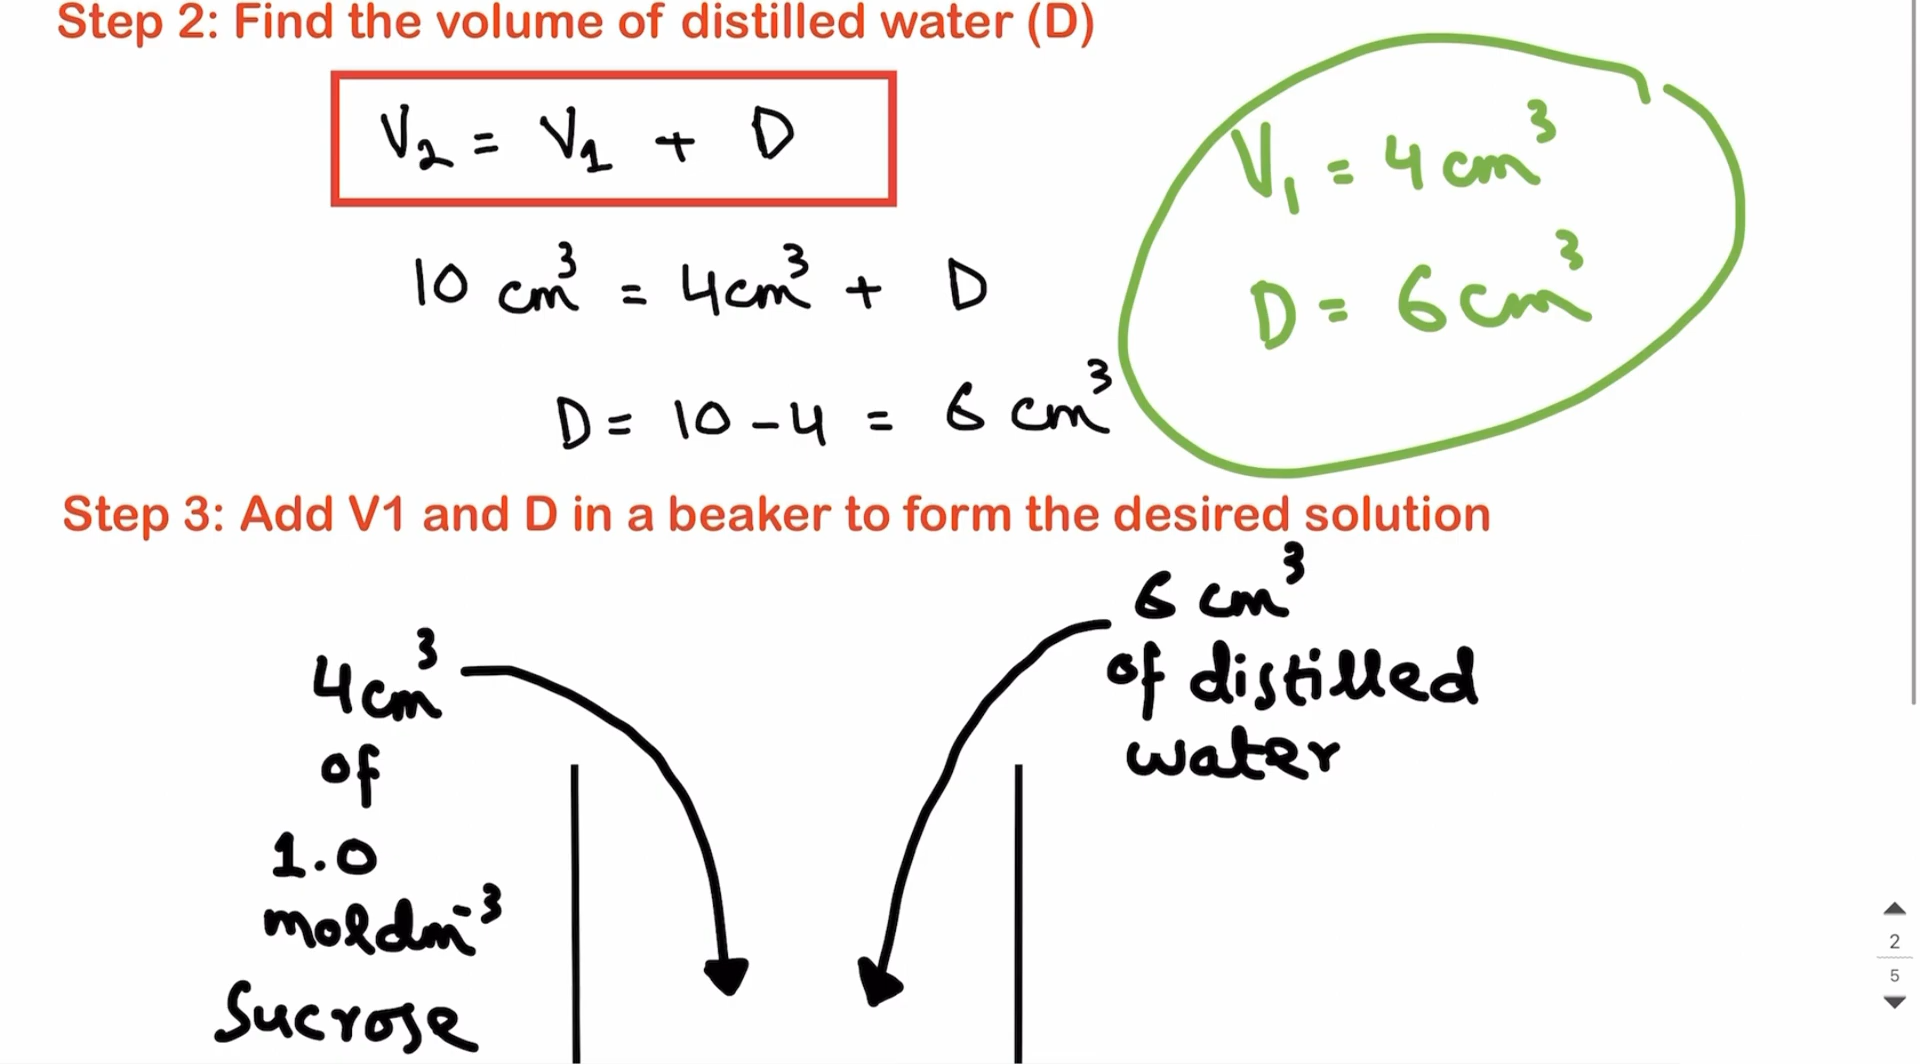 Step 2: Find the volume of distilled water (D)
V₂ = V₁ + D
10 cm³ = 4cm³ + D
D = 10 - 4 = 6 cm³
V₁ = 4 cm³
D = 6 cm³
Step 3: Add V1 and D in a beaker to form the desired solution
4cm³
of
1.0
moldm⁻³
Sucrose
6 cm³
of distilled
water
2
5